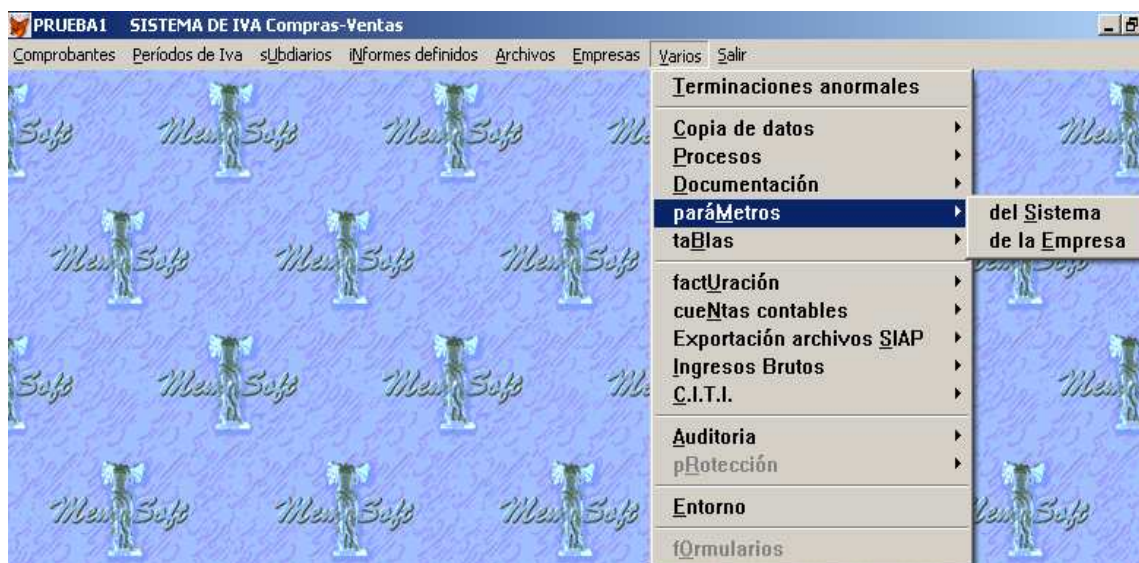 PRUEBA1 SISTEMA DE IVA Compras-Ventas
Comprobantes Períodos de Iva sUbdiarios iNformes definidos Archivos Empresas Varios Salir
Terminaciones anormales
Copia de datos
Procesos
Documentación
paráMetros
del Sistema
de la Empresa
taBlas
factUración
cueNtas contables
Exportación archivos SIAP
Ingresos Brutos
C.I.T.I.
Auditoria
pRotección
Entorno
fOrmularios